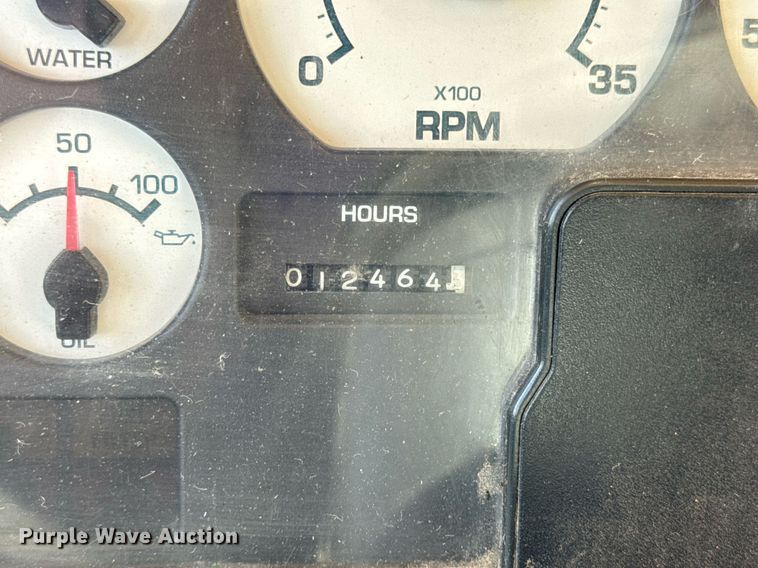 WATER
0
35
X100
RPM
50
100
HOURS
012464
OIL
Purple Wave Auction®